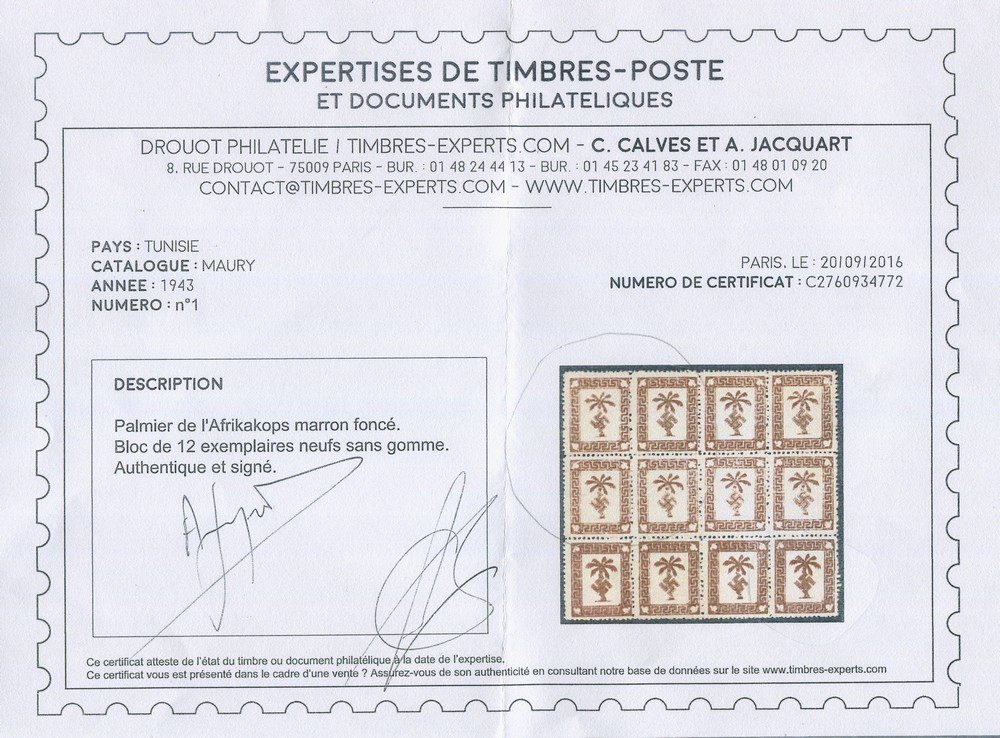 EXPERTISES DE TIMBRES-POSTE
ET DOCUMENTS PHILATELIQUES
DROUOT PHILATELIE I TIMBRES-EXPERTS.COM - C. CALVES ET A. JACQUART
8, RUE DROUOT - 75009 PARIS - BUR. : 01 48 24 44 13 - BUR. : 01 45 23 41 83 - FAX : 01 48 01 09 20
CONTACT@TIMBRES-EXPERTS.COM - WWW.TIMBRES-EXPERTS.COM
PAYS : TUNISIE
CATALOGUE : MAURY
ANNEE : 1943
NUMERO : n°1
PARIS, LE : 20/09/2016
NUMERO DE CERTIFICAT : C2760934772
DESCRIPTION
Palmier de l'Afrikakops marron foncé.
Bloc de 12 exemplaires neufs sans gomme.
Authentique et signé.
Ce certificat atteste de l'état du timbre ou document philatélique à la date de l'expertise.
Ce certificat vous est présenté dans le cadre d'une vente ? Assurez-vous de son authenticité en consultant notre base de données sur le site www.timbres-experts.com